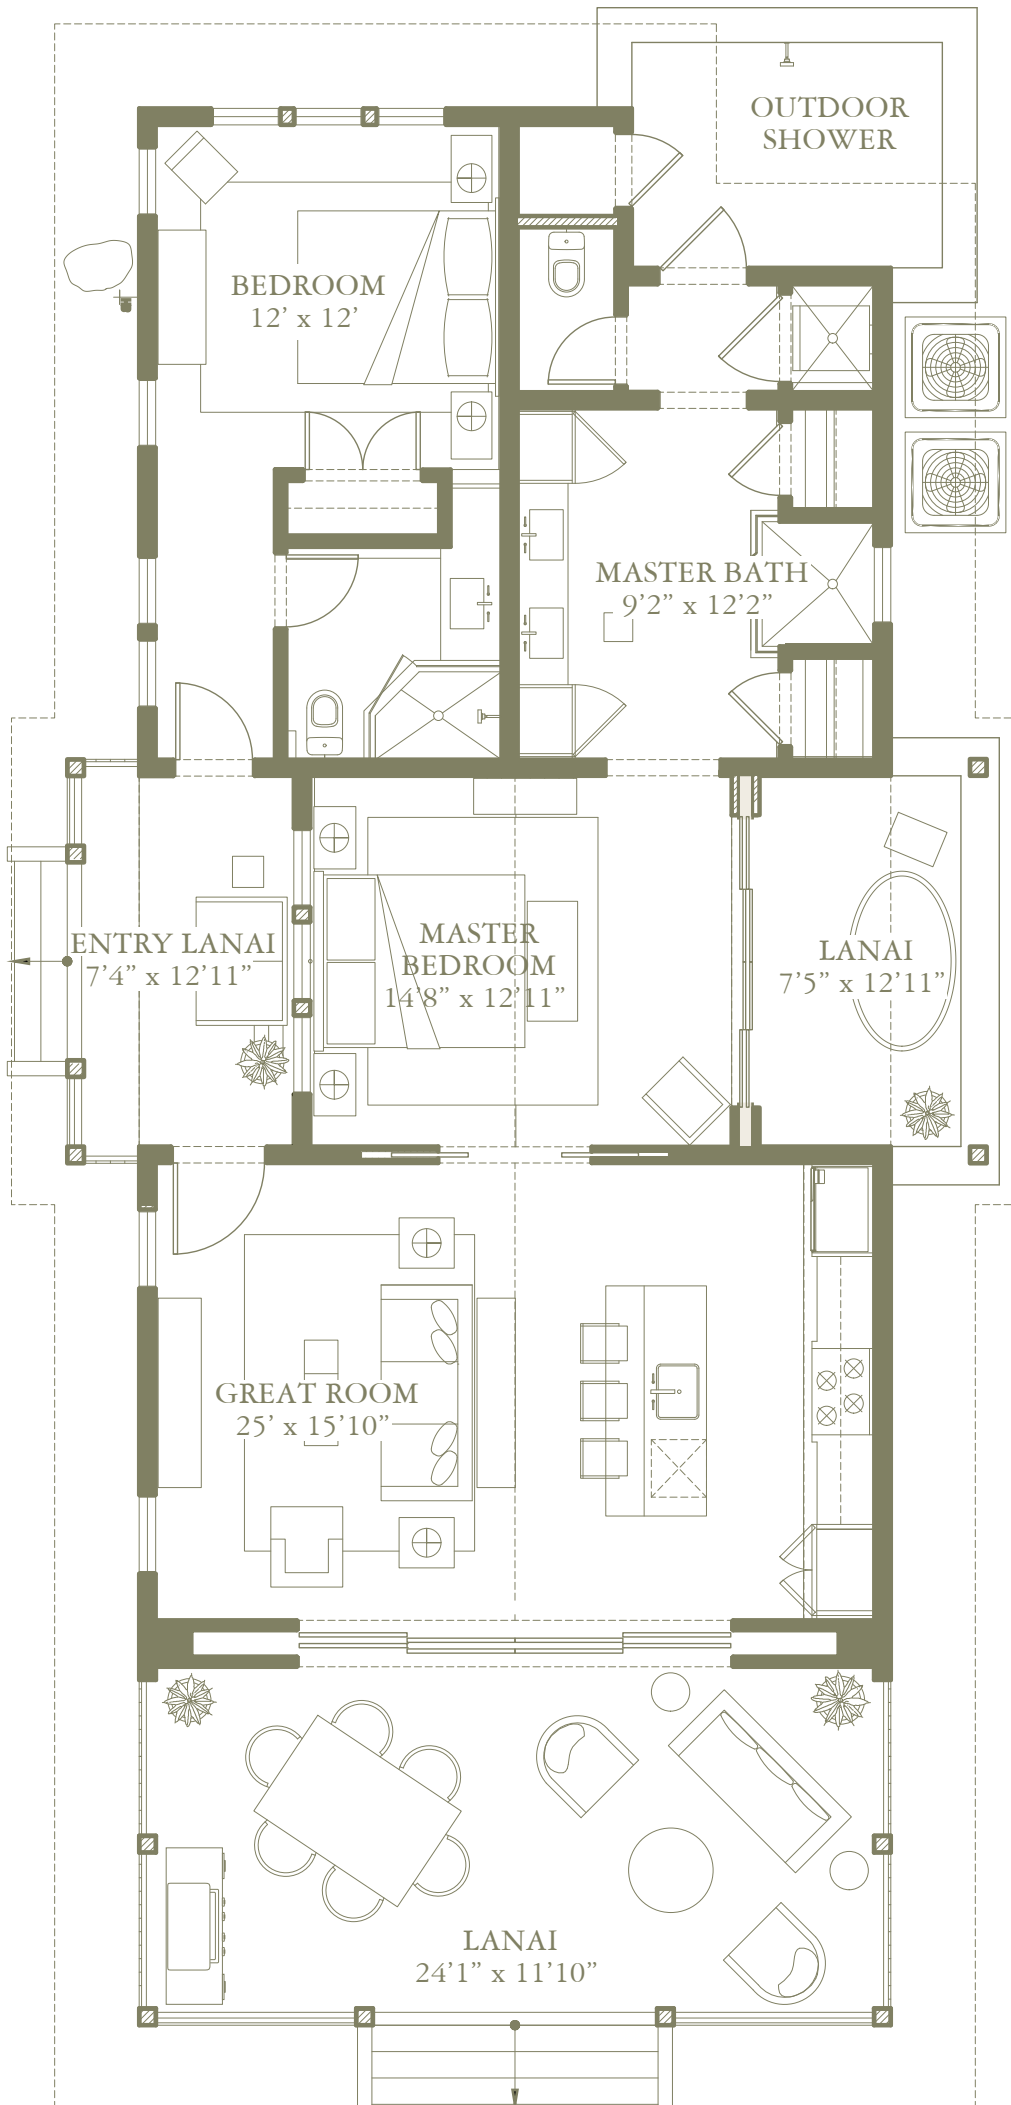 OUTDOOR
SHOWER
BEDROOM
12’ x 12’
MASTER BATH
9’2” x 12’2”
ENTRY LANAI
7’4” x 12’11”
MASTER
BEDROOM
14’8” x 12’11”
LANAI
7’5” x 12’11”
GREAT ROOM
25’ x 15’10”
LANAI
24’1” x 11’10”